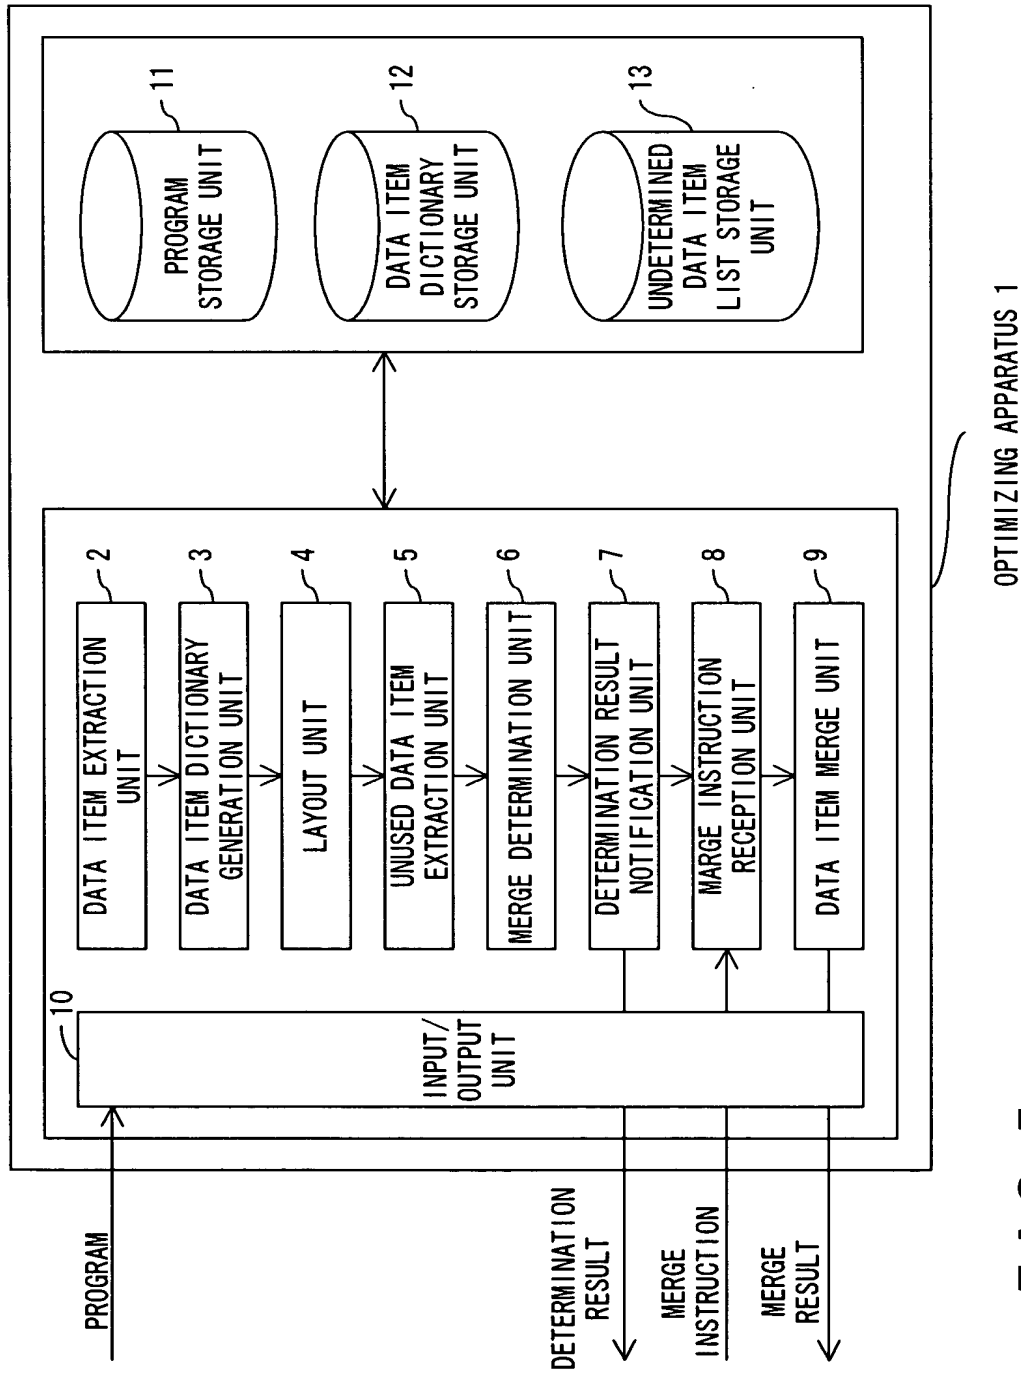 PROGRAM
DETERMINATION
RESULT
MERGE
INSTRUCTION
MERGE
RESULT
10
INPUT/
OUTPUT
UNIT
DATA ITEM EXTRACTION
UNIT
2
DATA ITEM DICTIONARY
GENERATION UNIT
3
LAYOUT UNIT
4
UNUSED DATA ITEM
EXTRACTION UNIT
5
MERGE DETERMINATION UNIT
6
DETERMINATION RESULT
NOTIFICATION UNIT
7
MARGE INSTRUCTION
RECEPTION UNIT
8
DATA ITEM MERGE UNIT
9
PROGRAM
STORAGE UNIT
11
DATA ITEM
DICTIONARY
STORAGE UNIT
12
UNDETERMINED
DATA ITEM
LIST STORAGE
UNIT
13
OPTIMIZING APPARATUS 1